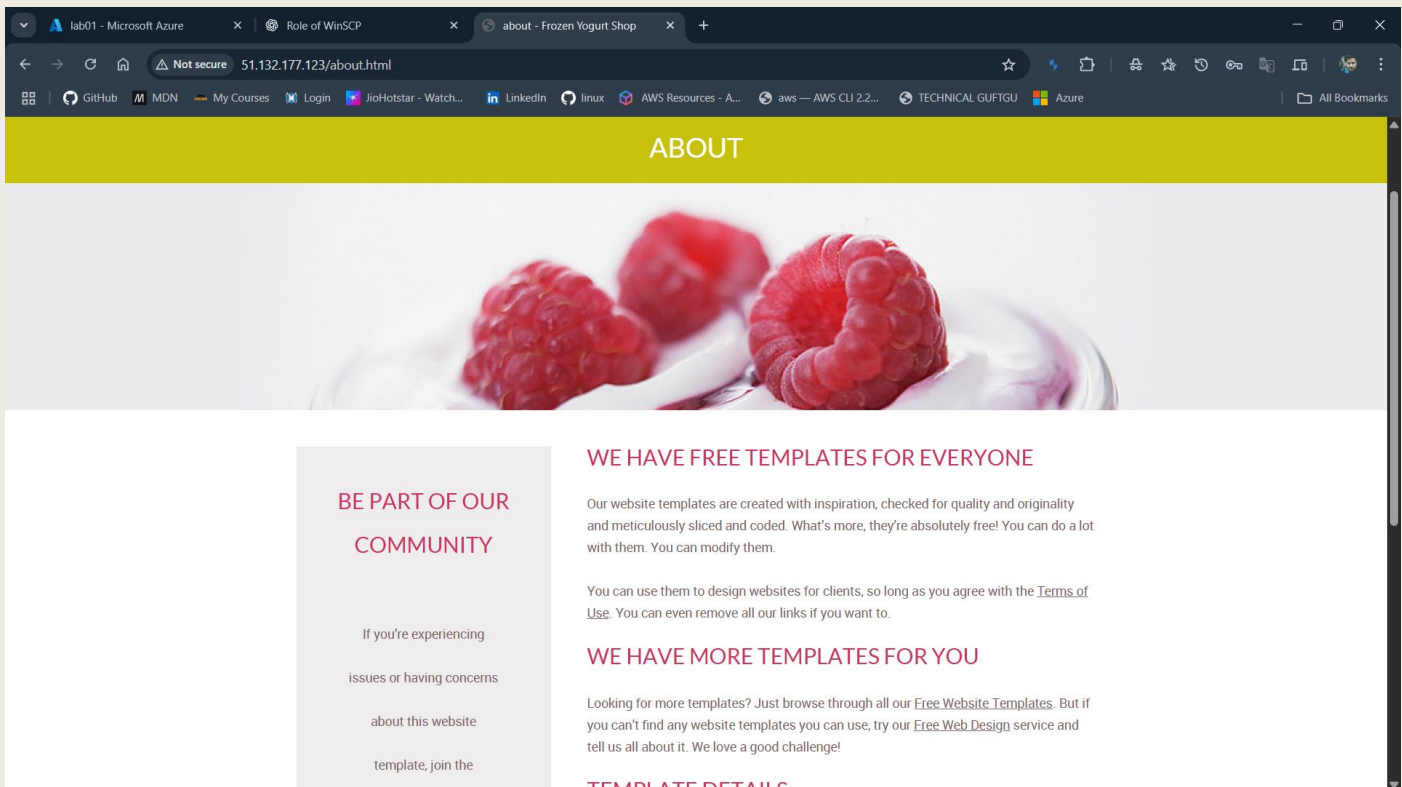 lab01 - Microsoft Azure
Role of WinSCP
about - Frozen Yogurt Shop
Not secure 51.132.177.123/about.html
GitHub MDN My Courses Login JioHotstar - Watch... LinkedIn linux AWS Resources - A... aws — AWS CLI 2.2... TECHNICAL GUFTGU Azure All Bookmarks
ABOUT
BE PART OF OUR
COMMUNITY
If you're experiencing
issues or having concerns
about this website
template, join the
WE HAVE FREE TEMPLATES FOR EVERYONE
Our website templates are created with inspiration, checked for quality and originality
and meticulously sliced and coded. What's more, they're absolutely free! You can do a lot
with them. You can modify them.
You can use them to design websites for clients, so long as you agree with the Terms of
Use. You can even remove all our links if you want to.
WE HAVE MORE TEMPLATES FOR YOU
Looking for more templates? Just browse through all our Free Website Templates. But if
you can't find any website templates you can use, try our Free Web Design service and
tell us all about it. We love a good challenge!
TEMPLATE DETAILS